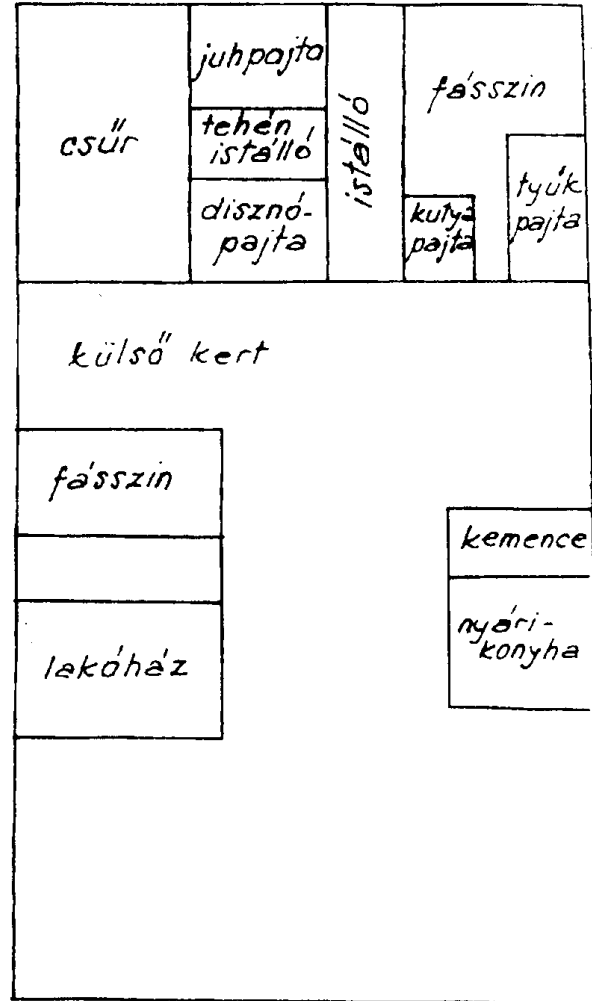 csűr
juhpajta
tehén
istálló
disznó-
pajta
istálló
fásszin
kutya
pajta
tyúk
pajta
külső kert
fásszin
lakóház
kemence
nyári-
konyha